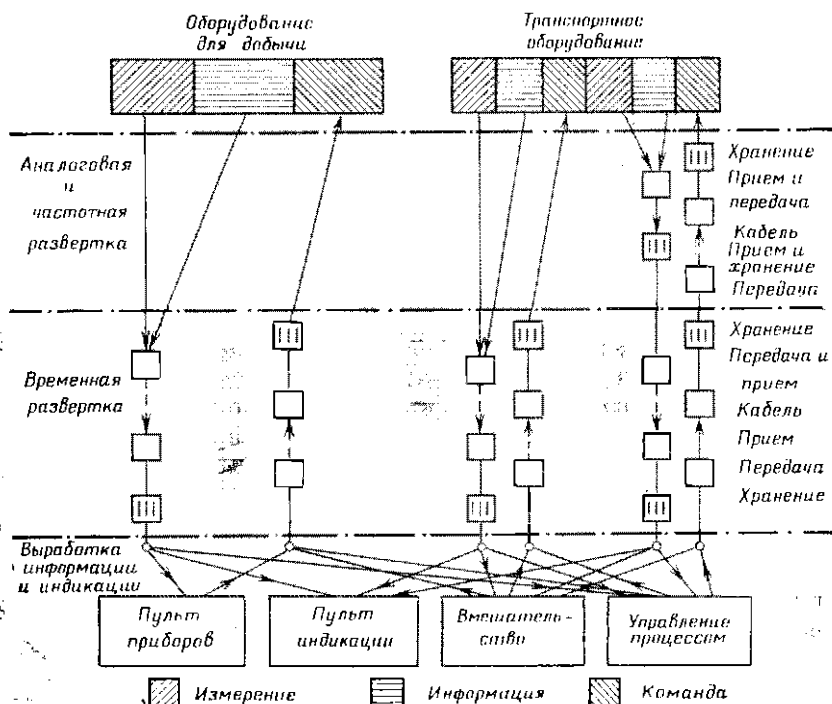 Оборудование
для добычи
Транспортное
оборудование
Аналоговая
и
частотная
развертка
Хранение
Прием и
передача
Кабель
Прием и
хранение
Передача
Временная
развертка
Хранение
Передача и
прием
Кабель
Прием
Передача
Хранение
Выработка
информации
и индикации
Пульт
приборов
Пульт
индикации
Вмешатель-
ство
Управление
процессом
Измерение
Информация
Команда